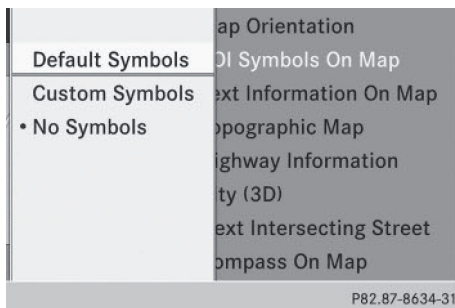 ap Orientation
Default Symbols
OI Symbols On Map
Custom Symbols
ext Information On Map
• No Symbols
opographic Map
ighway Information
ty (3D)
ext Intersecting Street
ompass On Map
P82.87-8634-31